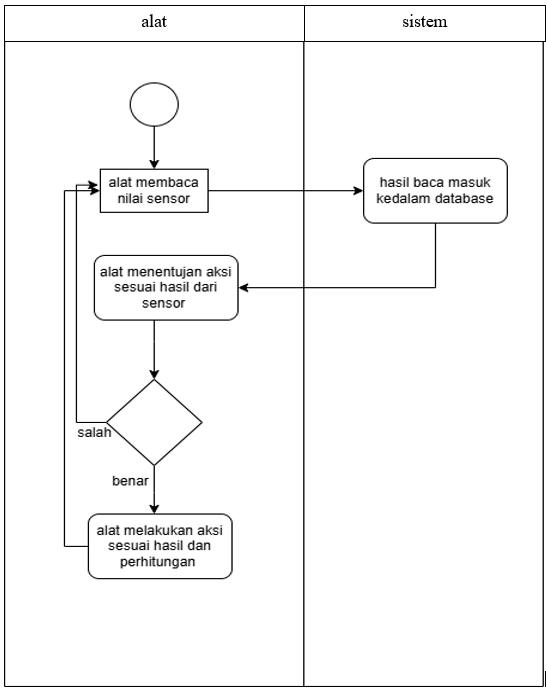 alat
sistem
alat membaca
nilai sensor
hasil baca masuk
kedalam database
alat menentujan aksi
sesuai hasil dari
sensor
salah
benar
alat melakukan aksi
sesuai hasil dan
perhitungan